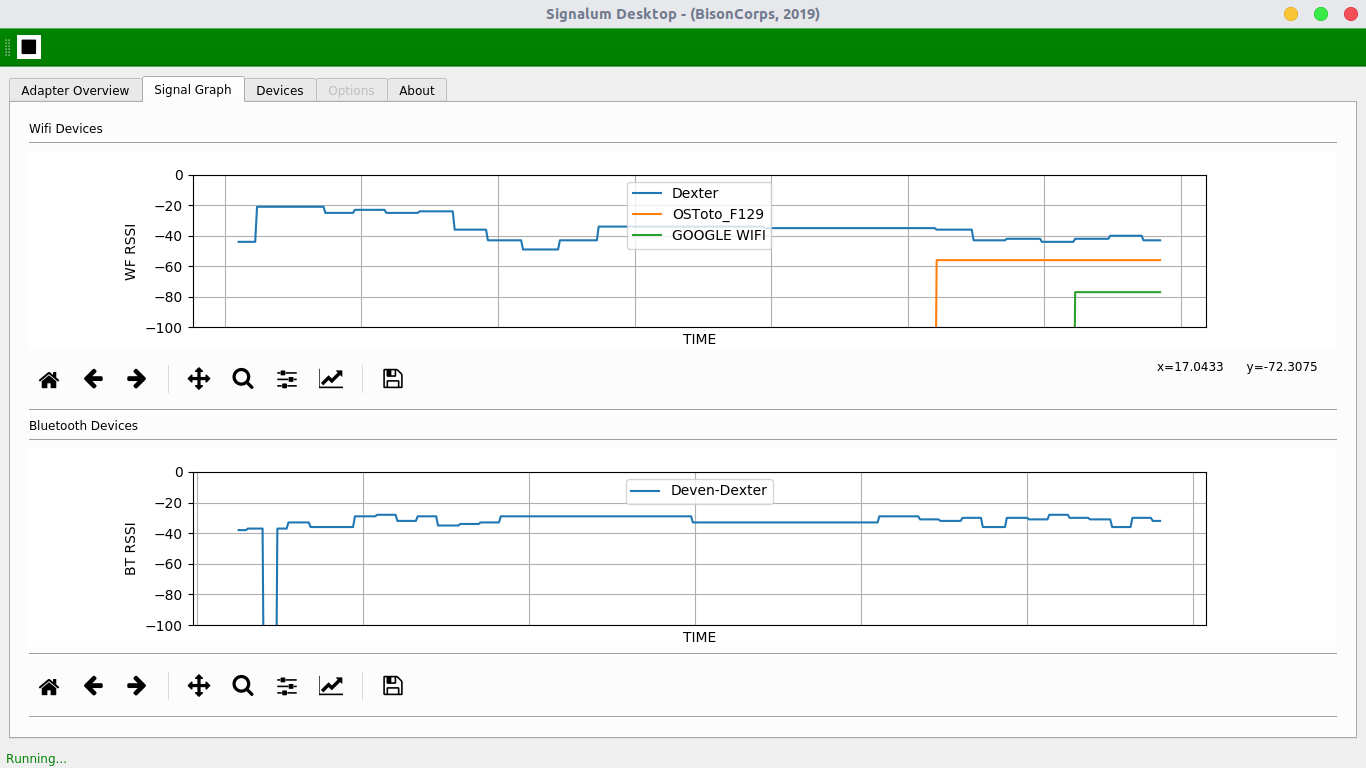 Signalum Desktop - (BisonCorps, 2019)
Adapter Overview Signal Graph Devices Options About
Wifi Devices
0
−20
−40
−60
−80
−100
WF RSSI
Dexter
OSToto_F129
GOOGLE WIFI
TIME
x=17.0433 y=-72.3075
Bluetooth Devices
0
−20
−40
−60
−80
−100
BT RSSI
Deven-Dexter
TIME
Running...